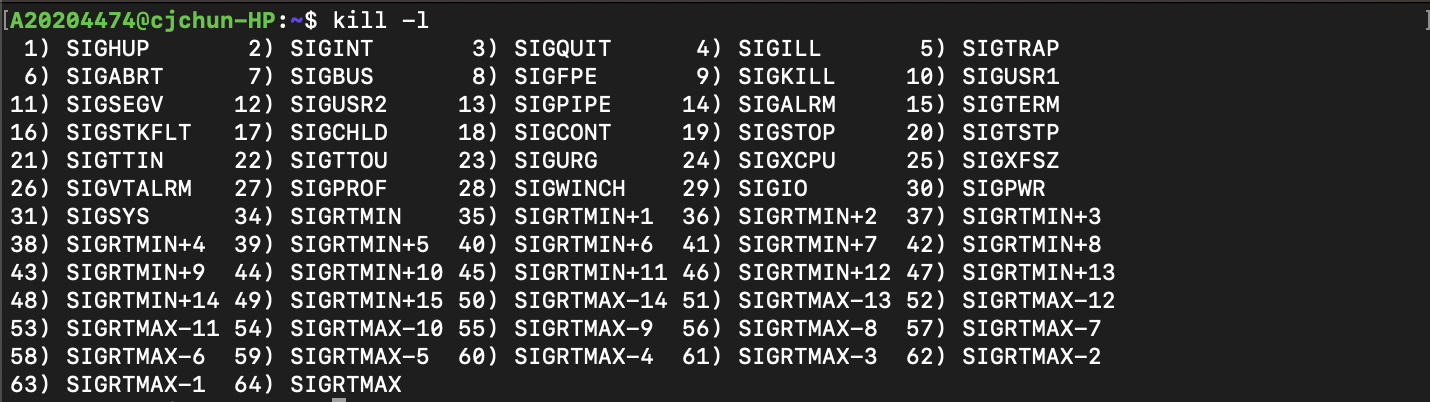 [A20204474@cjchun-HP:~$ kill -l ]
 1) SIGHUP       2) SIGINT       3) SIGQUIT      4) SIGILL       5) SIGTRAP
 6) SIGABRT      7) SIGBUS       8) SIGFPE       9) SIGKILL     10) SIGUSR1
11) SIGSEGV     12) SIGUSR2     13) SIGPIPE     14) SIGALRM     15) SIGTERM
16) SIGSTKFLT   17) SIGCHLD     18) SIGCONT     19) SIGSTOP     20) SIGTSTP
21) SIGTTIN     22) SIGTTOU     23) SIGURG      24) SIGXCPU     25) SIGXFSZ
26) SIGVTALRM   27) SIGPROF     28) SIGWINCH    29) SIGIO       30) SIGPWR
31) SIGSYS      34) SIGRTMIN    35) SIGRTMIN+1  36) SIGRTMIN+2  37) SIGRTMIN+3
38) SIGRTMIN+4  39) SIGRTMIN+5  40) SIGRTMIN+6  41) SIGRTMIN+7  42) SIGRTMIN+8
43) SIGRTMIN+9  44) SIGRTMIN+10 45) SIGRTMIN+11 46) SIGRTMIN+12 47) SIGRTMIN+13
48) SIGRTMIN+14 49) SIGRTMIN+15 50) SIGRTMAX-14 51) SIGRTMAX-13 52) SIGRTMAX-12
53) SIGRTMAX-11 54) SIGRTMAX-10 55) SIGRTMAX-9  56) SIGRTMAX-8  57) SIGRTMAX-7
58) SIGRTMAX-6  59) SIGRTMAX-5  60) SIGRTMAX-4  61) SIGRTMAX-3  62) SIGRTMAX-2
63) SIGRTMAX-1  64) SIGRTMAX